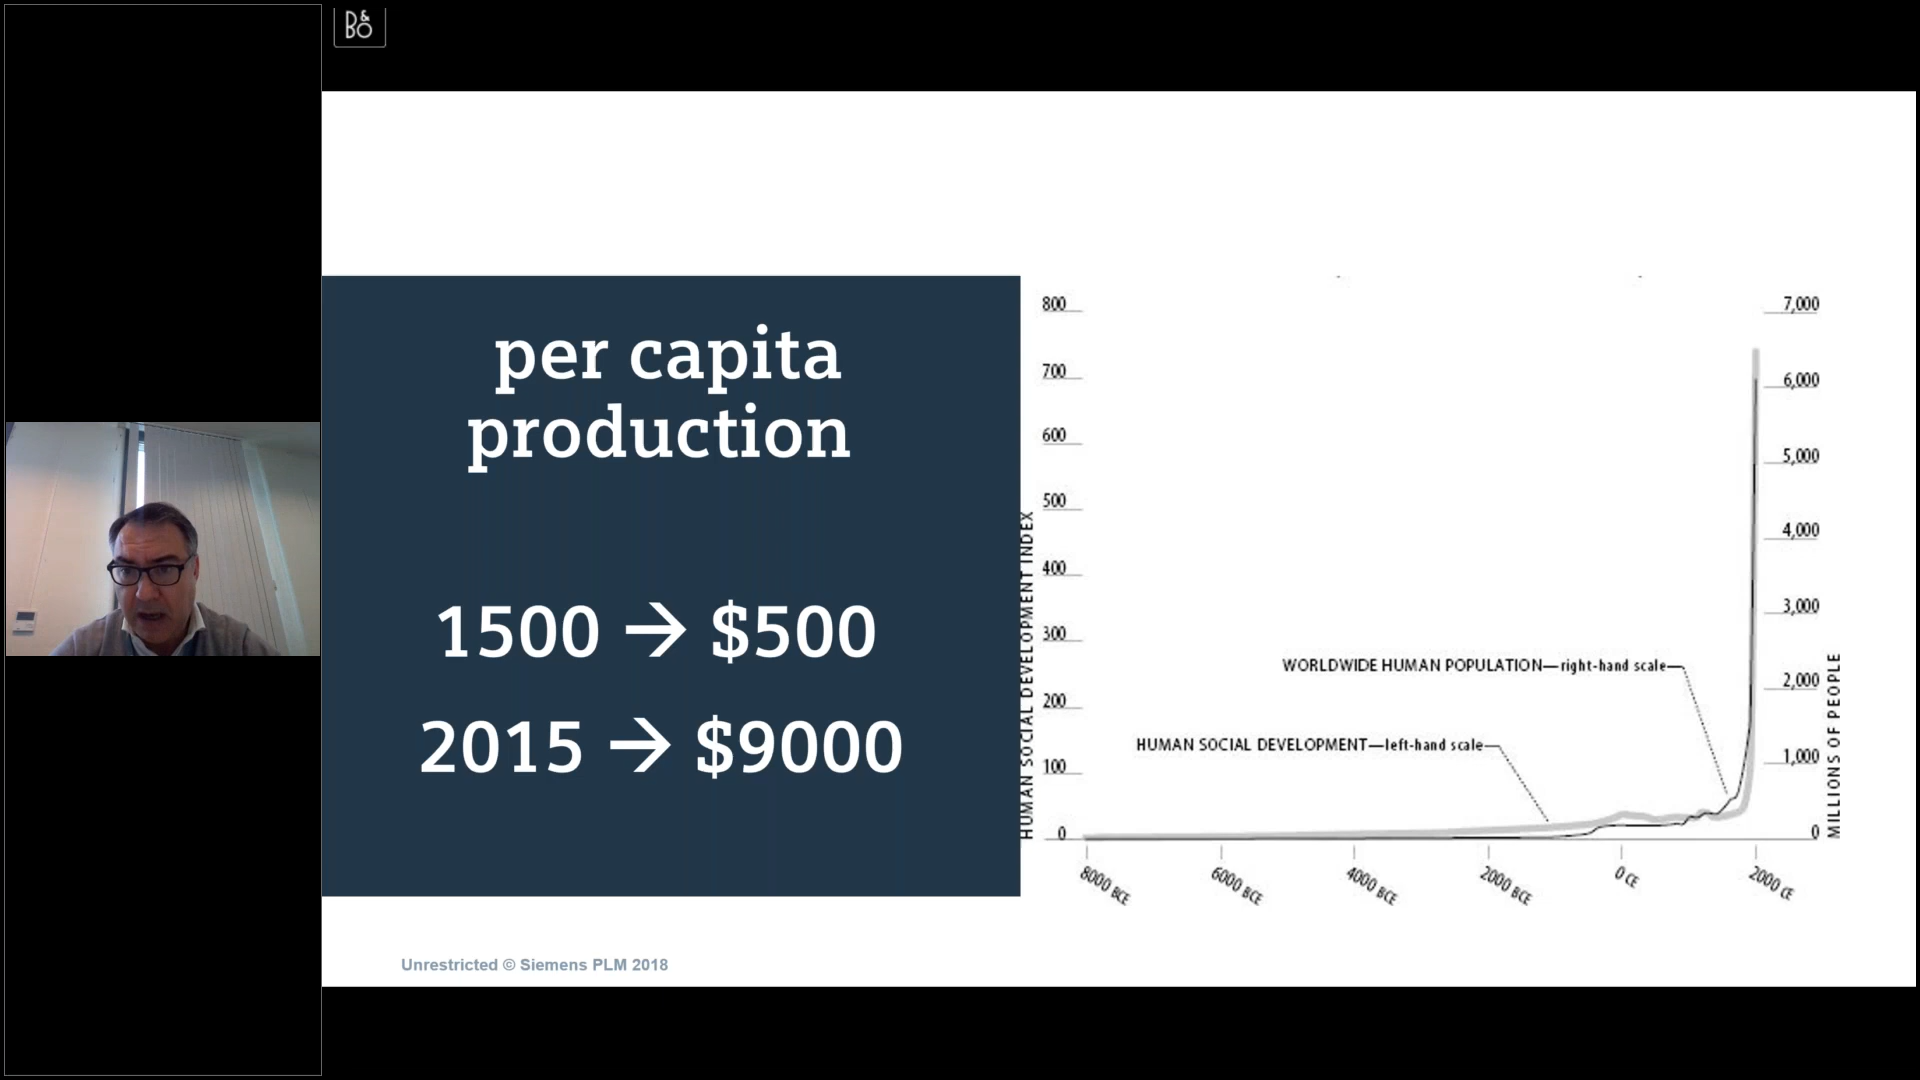 B&O
per capita
production
1500 → $500
2015 → $9000
HUMAN SOCIAL DEVELOPMENT INDEX
800
700
600
500
400
300
200
100
0
WORLDWIDE HUMAN POPULATION—right-hand scale—
HUMAN SOCIAL DEVELOPMENT—left-hand scale—
7,000
6,000
5,000
4,000
3,000
2,000
1,000
0
MILLIONS OF PEOPLE
8000 BCE
6000 BCE
4000 BCE
2000 BCE
0 CE
2000 CE
Unrestricted © Siemens PLM 2018